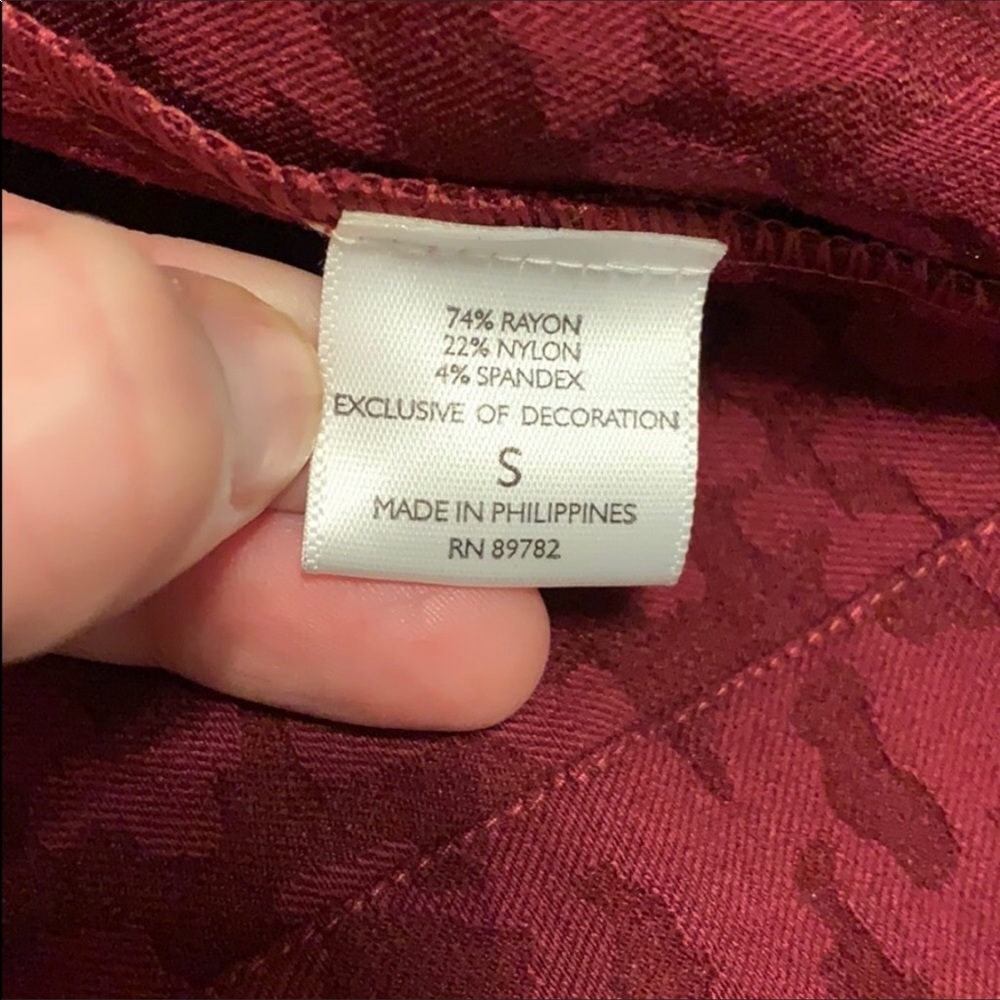 74% RAYON
22% NYLON
4% SPANDEX
EXCLUSIVE OF DECORATION
S
MADE IN PHILIPPINES
RN 89782